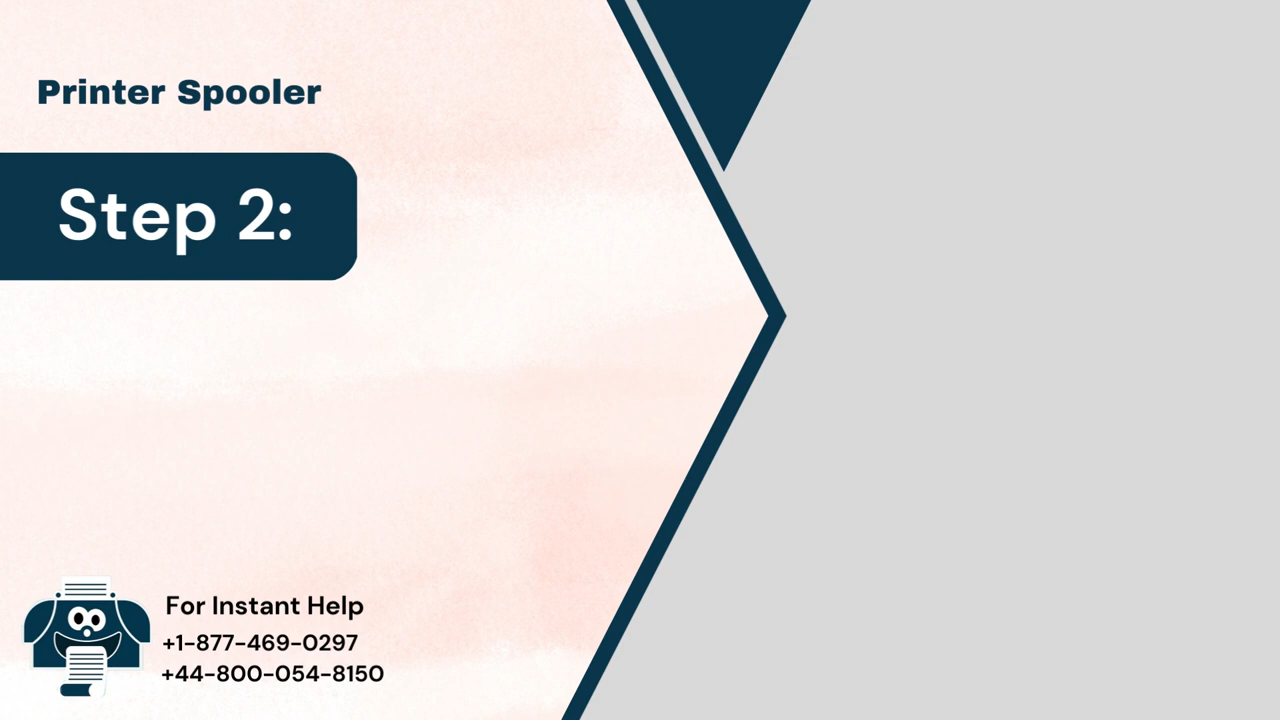 Printer Spooler
Step 2:
For Instant Help
+1-877-469-0297
+44-800-054-8150